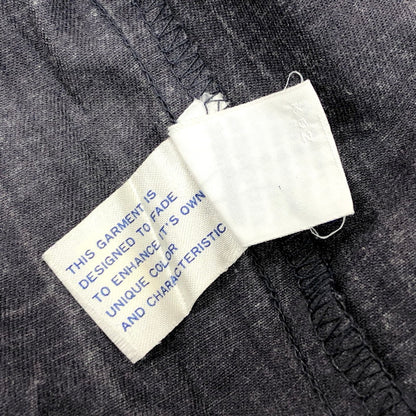 THIS GARMENT IS
DESIGNED TO FADE
TO ENHANCE IT'S OWN
UNIQUE COLOR
AND CHARACTERISTIC